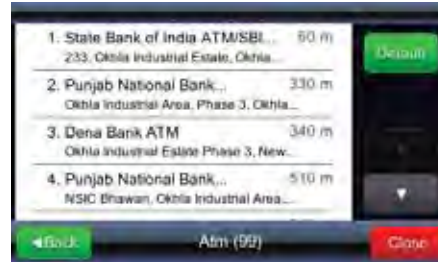 1. State Bank of India ATM/SBI... 60 m
233, Okhla Industrial Estate, Okhla...
2. Punjab National Bank... 330 m
Okhla Industrial Area, Phase 3, Okhla...
3. Dena Bank ATM 340 m
Okhla Industrial Estate Phase 3, New...
4. Punjab National Bank... 510 m
NSIC Bhawan, Okhla Industrial Area...
Default
Back Atm (99) Close